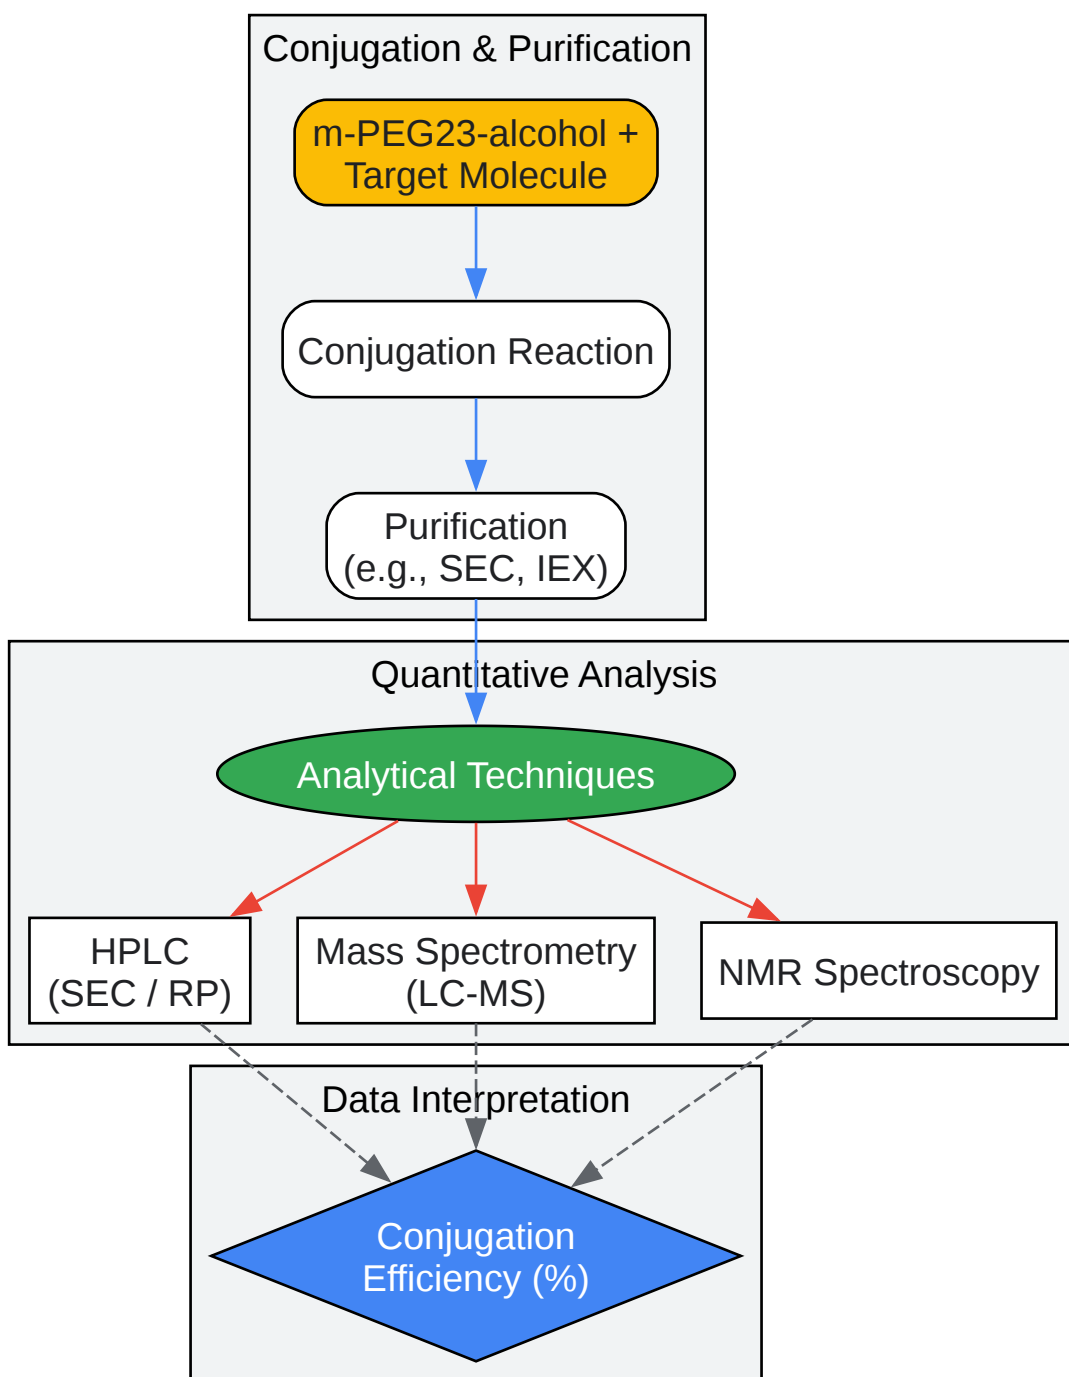 Conjugation & Purification
m-PEG23-alcohol +
Target Molecule
Conjugation Reaction
Purification
(e.g., SEC, IEX)
Quantitative Analysis
Analytical Techniques
HPLC
(SEC / RP)
Mass Spectrometry
(LC-MS)
NMR Spectroscopy
Data Interpretation
Conjugation
Efficiency (%)